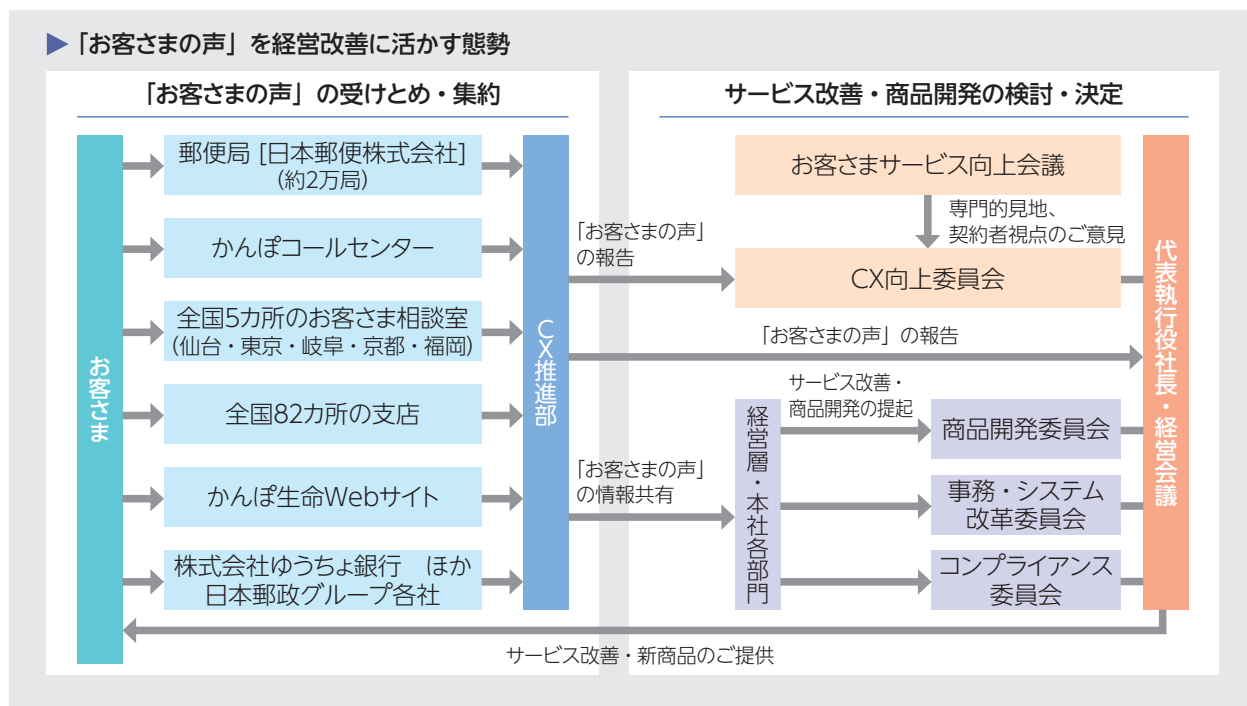 ▶「お客さまの声」を経営改善に活かす態勢
「お客さまの声」の受けとめ・集約
お客さま
郵便局 [日本郵便株式会社]
(約2万局)
かんぽコールセンター
全国5カ所のお客さま相談室
(仙台・東京・岐阜・京都・福岡)
全国82カ所の支店
かんぽ生命Webサイト
株式会社ゆうちょ銀行　ほか
日本郵政グループ各社
CX推進部
サービス改善・商品開発の検討・決定
お客さまサービス向上会議
専門的見地、
契約者視点のご意見
「お客さまの声」
の報告
CX向上委員会
「お客さまの声」の報告
サービス改善・
商品開発の提起
「お客さまの声」
の情報共有
経営層・本社各部門
商品開発委員会
事務・システム
改革委員会
コンプライアンス
委員会
代表執行役社長・経営会議
サービス改善・新商品のご提供